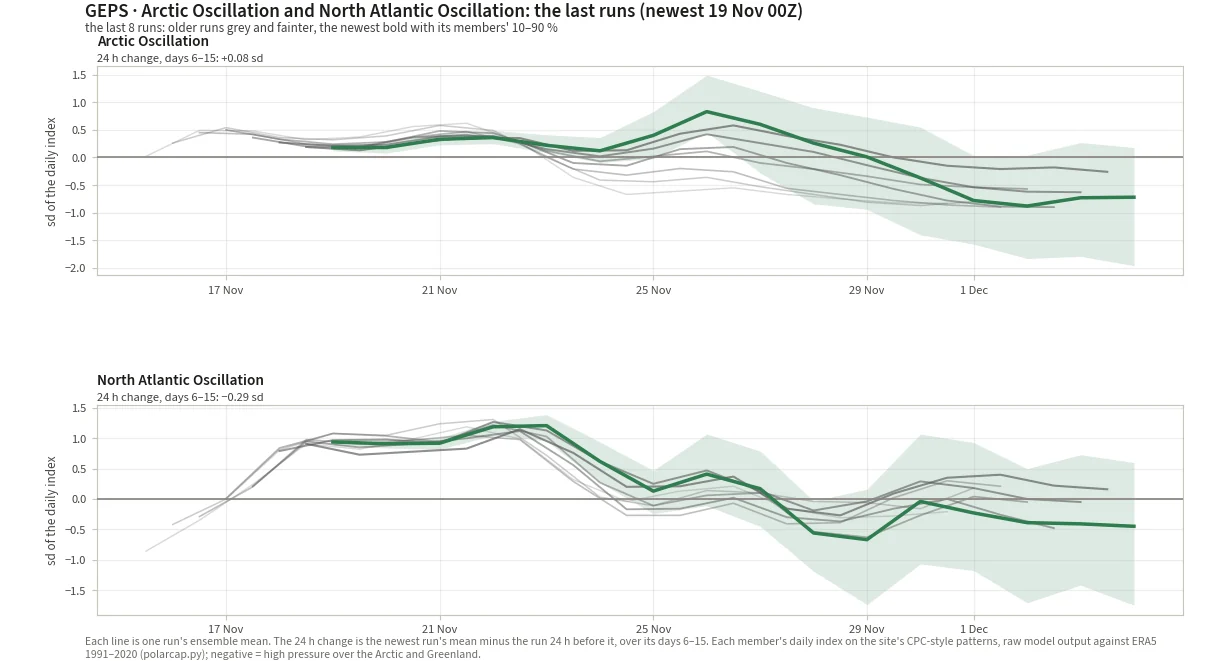 GEPS · Arctic Oscillation and North Atlantic Oscillation: the last runs (newest 19 Nov 00Z)
the last 8 runs: older runs grey and fainter, the newest bold with its members' 10–90 %
Arctic Oscillation
24 h change, days 6–15: +0.08 sd
sd of the daily index
1.5
1.0
0.5
0.0
−0.5
−1.0
−1.5
−2.0
17 Nov
21 Nov
25 Nov
29 Nov
1 Dec
North Atlantic Oscillation
24 h change, days 6–15: −0.29 sd
sd of the daily index
1.5
1.0
0.5
0.0
−0.5
−1.0
−1.5
17 Nov
21 Nov
25 Nov
29 Nov
1 Dec
Each line is one run's ensemble mean. The 24 h change is the newest run's mean minus the run 24 h before it, over its days 6–15. Each member's daily index on the site's CPC-style patterns, raw model output against ERA5
1991–2020 (polarcap.py); negative = high pressure over the Arctic and Greenland.